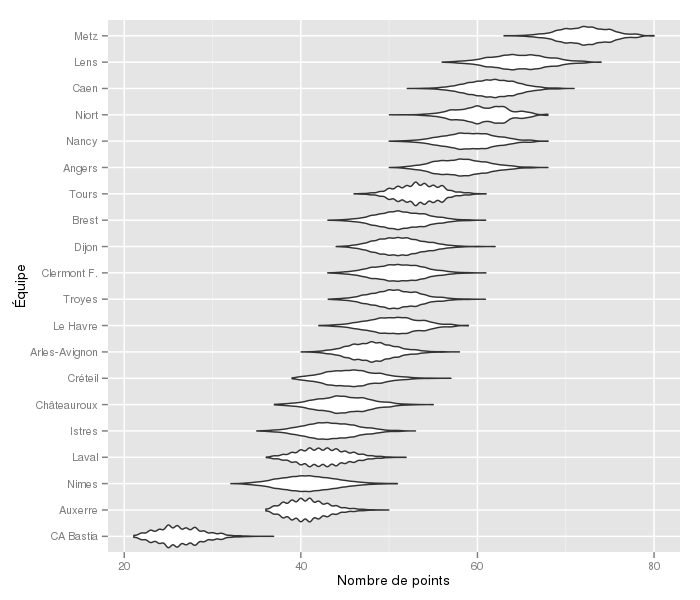 Metz
Lens
Caen
Niort
Nancy
Angers
Tours
Brest
Dijon
Clermont F.
Troyes
Le Havre
Arles-Avignon
Créteil
Châteauroux
Istres
Laval
Nimes
Auxerre
CA Bastia
Équipe
20 40 60 80
Nombre de points